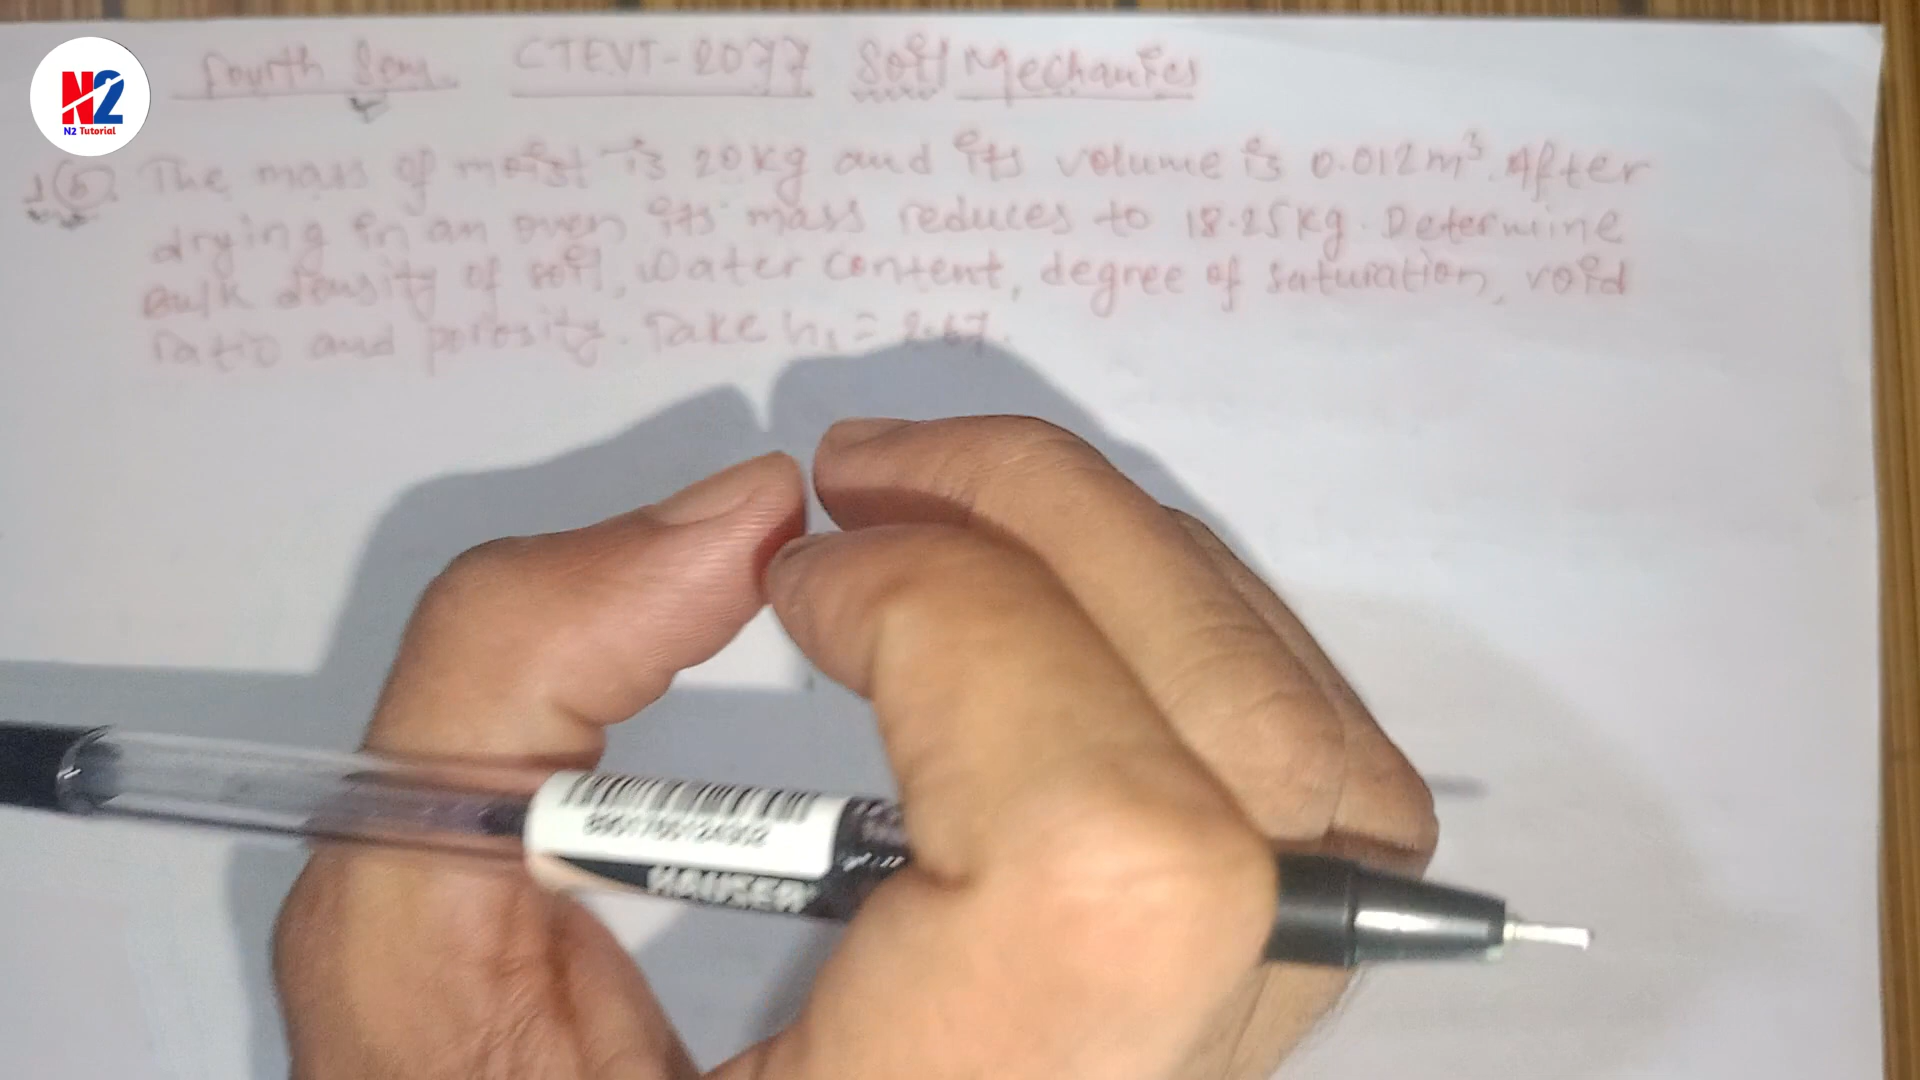 N2
N2 Tutorial
Fourth Sem. CTEVT-2077 Soil Mechanics
1(b). The mass of moist is 20kg and its volume is 0.012m³. After
drying in an oven its mass reduces to 18.25kg. Determine
Bulk density of soil, Water content, degree of saturation, void
ratio and porosity. Take = 2.67.
HAUSER